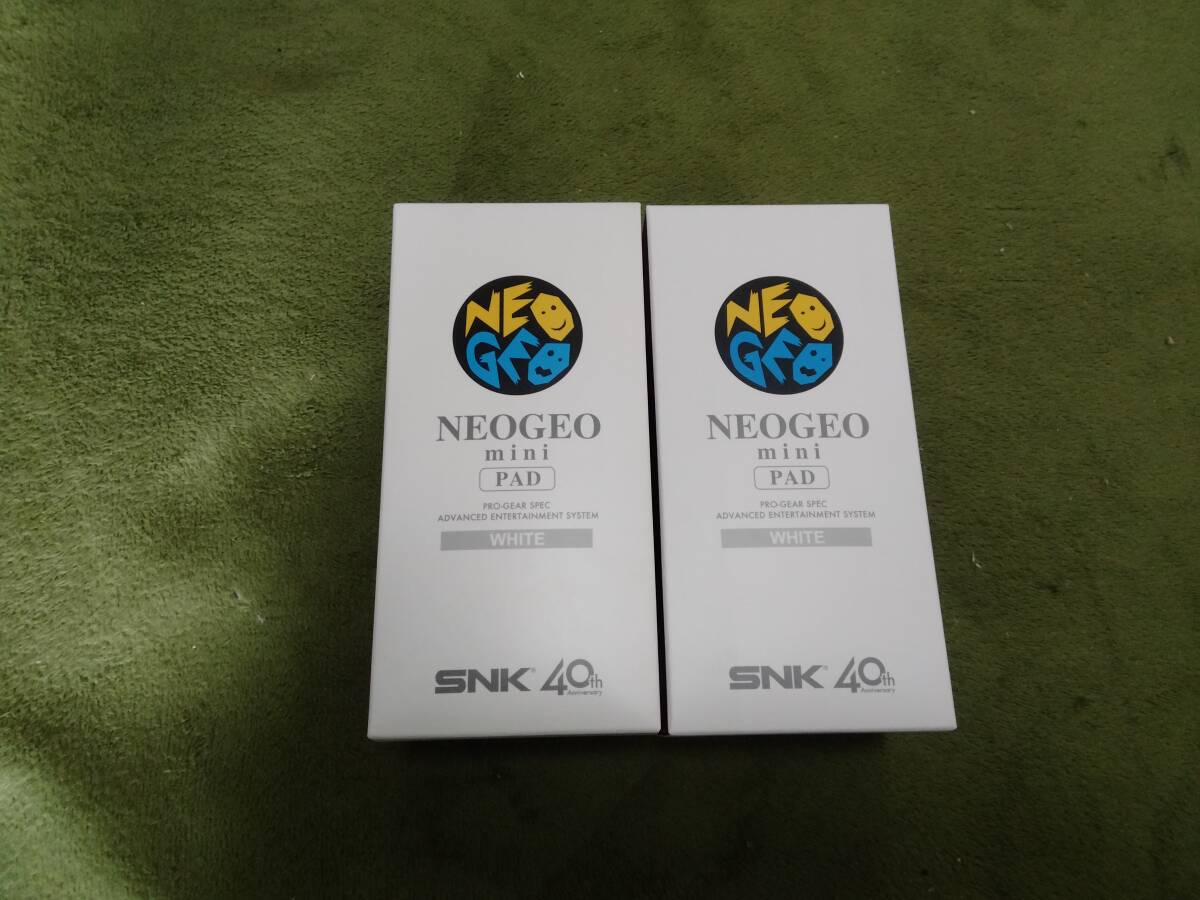 NEO
GEO
NEOGEO
mini
PAD
PRO-GEAR SPEC
ADVANCED ENTERTAINMENT SYSTEM
WHITE
SNK® 40th
Anniversary
NEO
GEO
NEOGEO
mini
PAD
PRO-GEAR SPEC
ADVANCED ENTERTAINMENT SYSTEM
WHITE
SNK® 40th
Anniversary